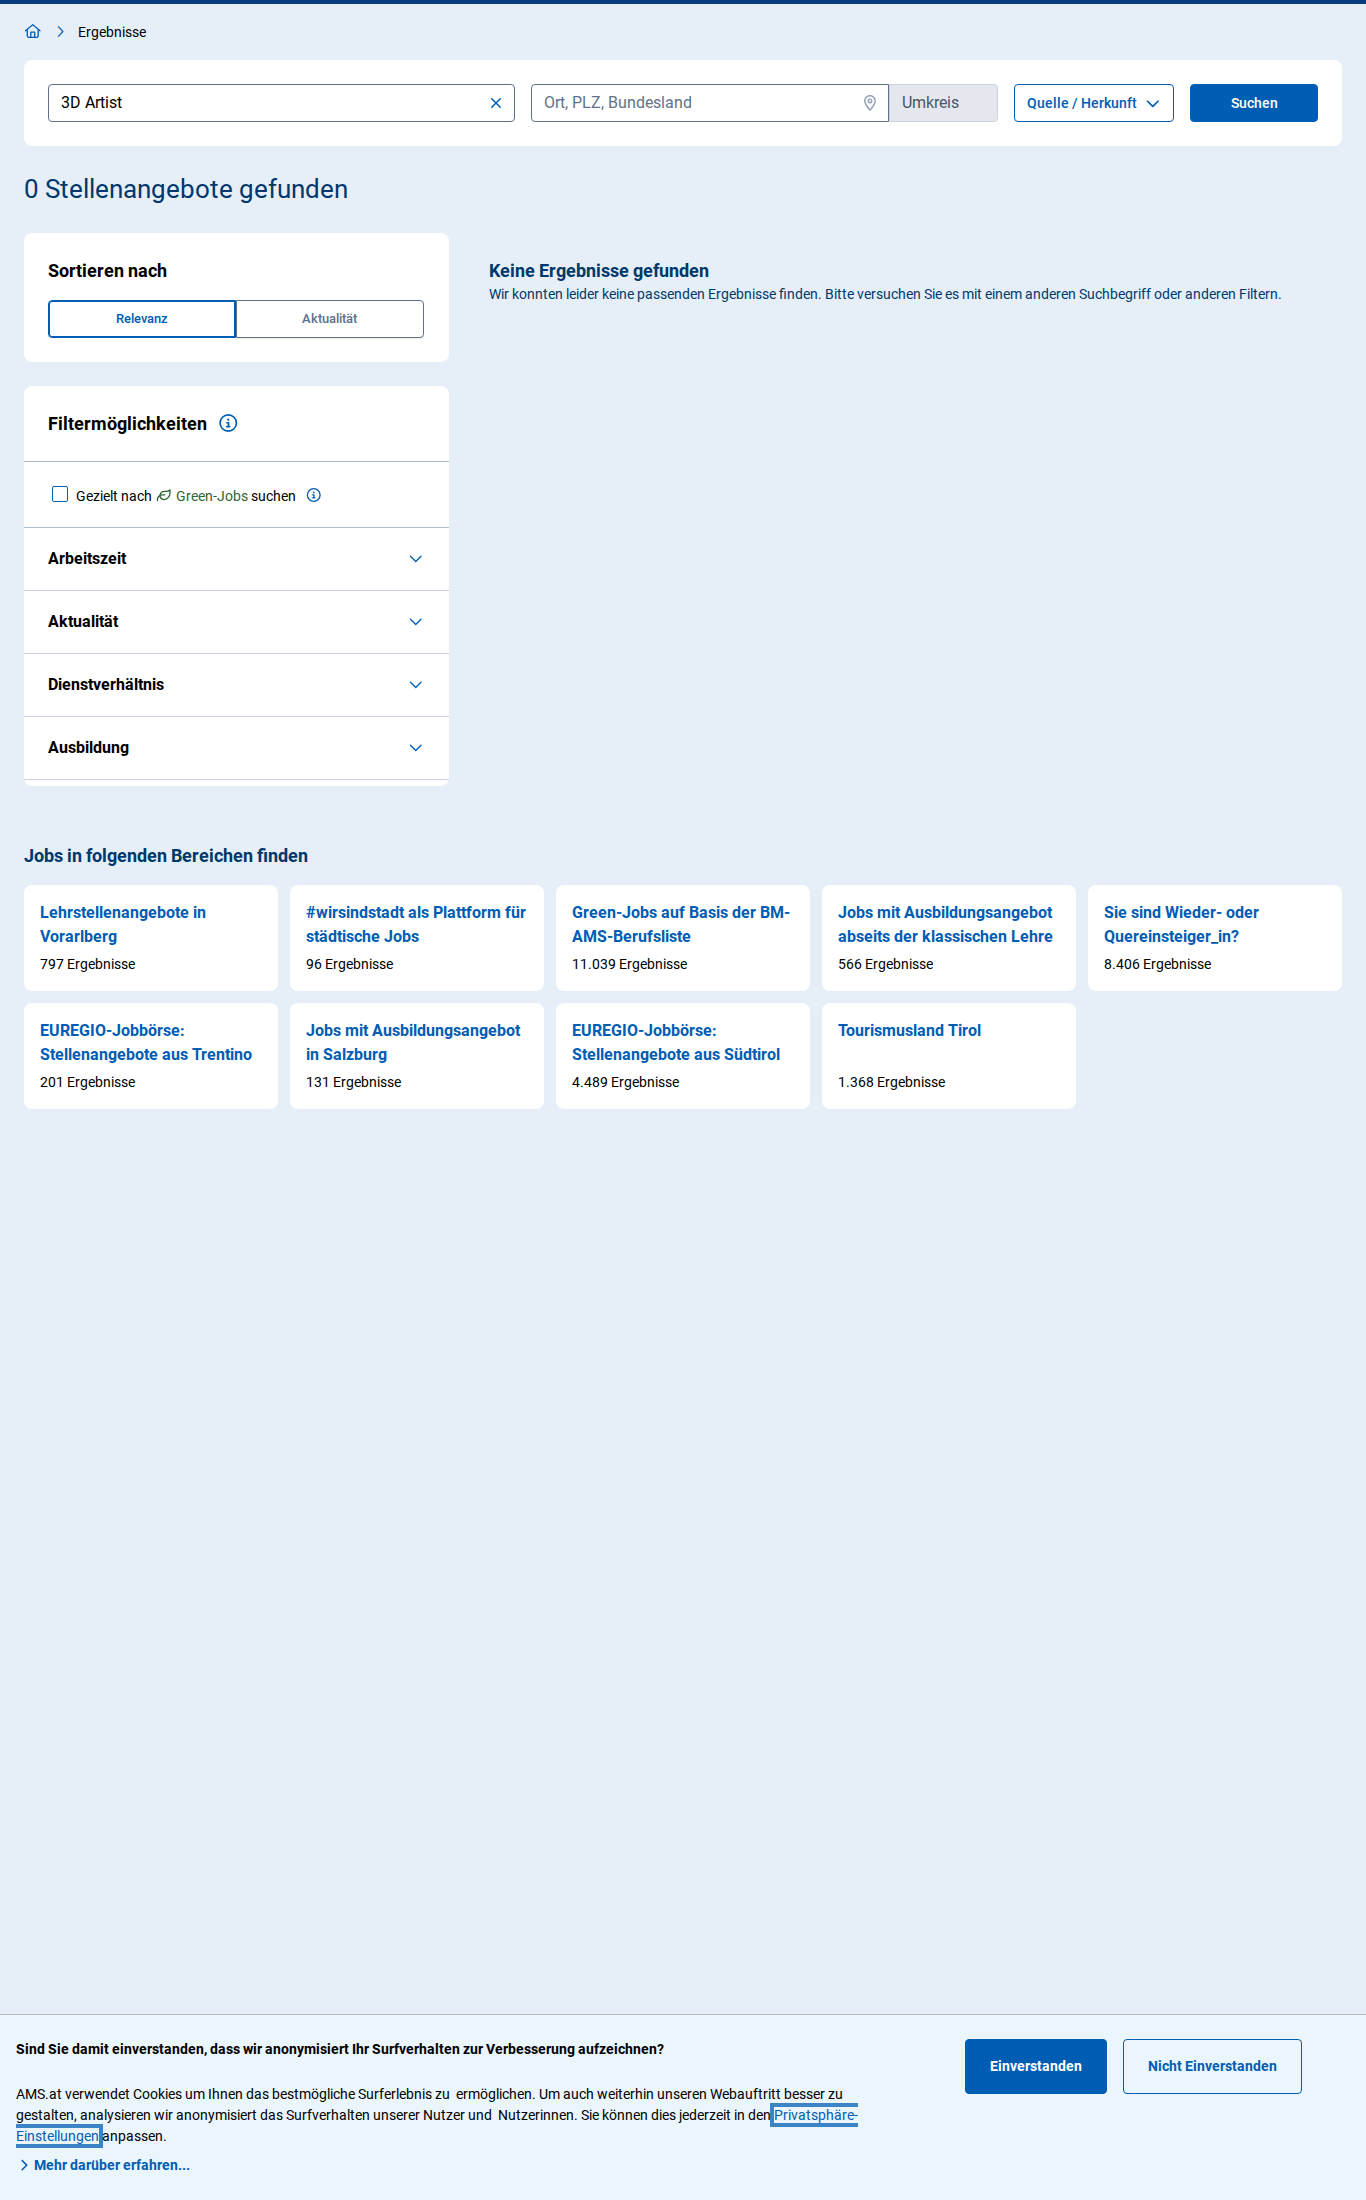 Ergebnisse
3D Artist
Ort, PLZ, Bundesland
Umkreis
Quelle / Herkunft
Suchen
0 Stellenangebote gefunden
Sortieren nach
Relevanz
Aktualität
Keine Ergebnisse gefunden
Wir konnten leider keine passenden Ergebnisse finden. Bitte versuchen Sie es mit einem anderen Suchbegriff oder anderen Filtern.
Filtermöglichkeiten
Gezielt nach Green-Jobs suchen
Arbeitszeit
Aktualität
Dienstverhältnis
Ausbildung
Jobs in folgenden Bereichen finden
Lehrstellenangebote in
Vorarlberg
797 Ergebnisse
#wirsindstadt als Plattform für
städtische Jobs
96 Ergebnisse
Green-Jobs auf Basis der BM-
AMS-Berufsliste
11.039 Ergebnisse
Jobs mit Ausbildungsangebot
abseits der klassischen Lehre
566 Ergebnisse
Sie sind Wieder- oder
Quereinsteiger_in?
8.406 Ergebnisse
EUREGIO-Jobbörse:
Stellenangebote aus Trentino
201 Ergebnisse
Jobs mit Ausbildungsangebot
in Salzburg
131 Ergebnisse
EUREGIO-Jobbörse:
Stellenangebote aus Südtirol
4.489 Ergebnisse
Tourismusland Tirol
1.368 Ergebnisse
Sind Sie damit einverstanden, dass wir anonymisiert Ihr Surfverhalten zur Verbesserung aufzeichnen?
AMS.at verwendet Cookies um Ihnen das bestmögliche Surferlebnis zu ermöglichen. Um auch weiterhin unseren Webauftritt besser zu
gestalten, analysieren wir anonymisiert das Surfverhalten unserer Nutzer und Nutzerinnen. Sie können dies jederzeit in den Privatsphäre-
Einstellungen anpassen.
Mehr darüber erfahren...
Einverstanden
Nicht Einverstanden